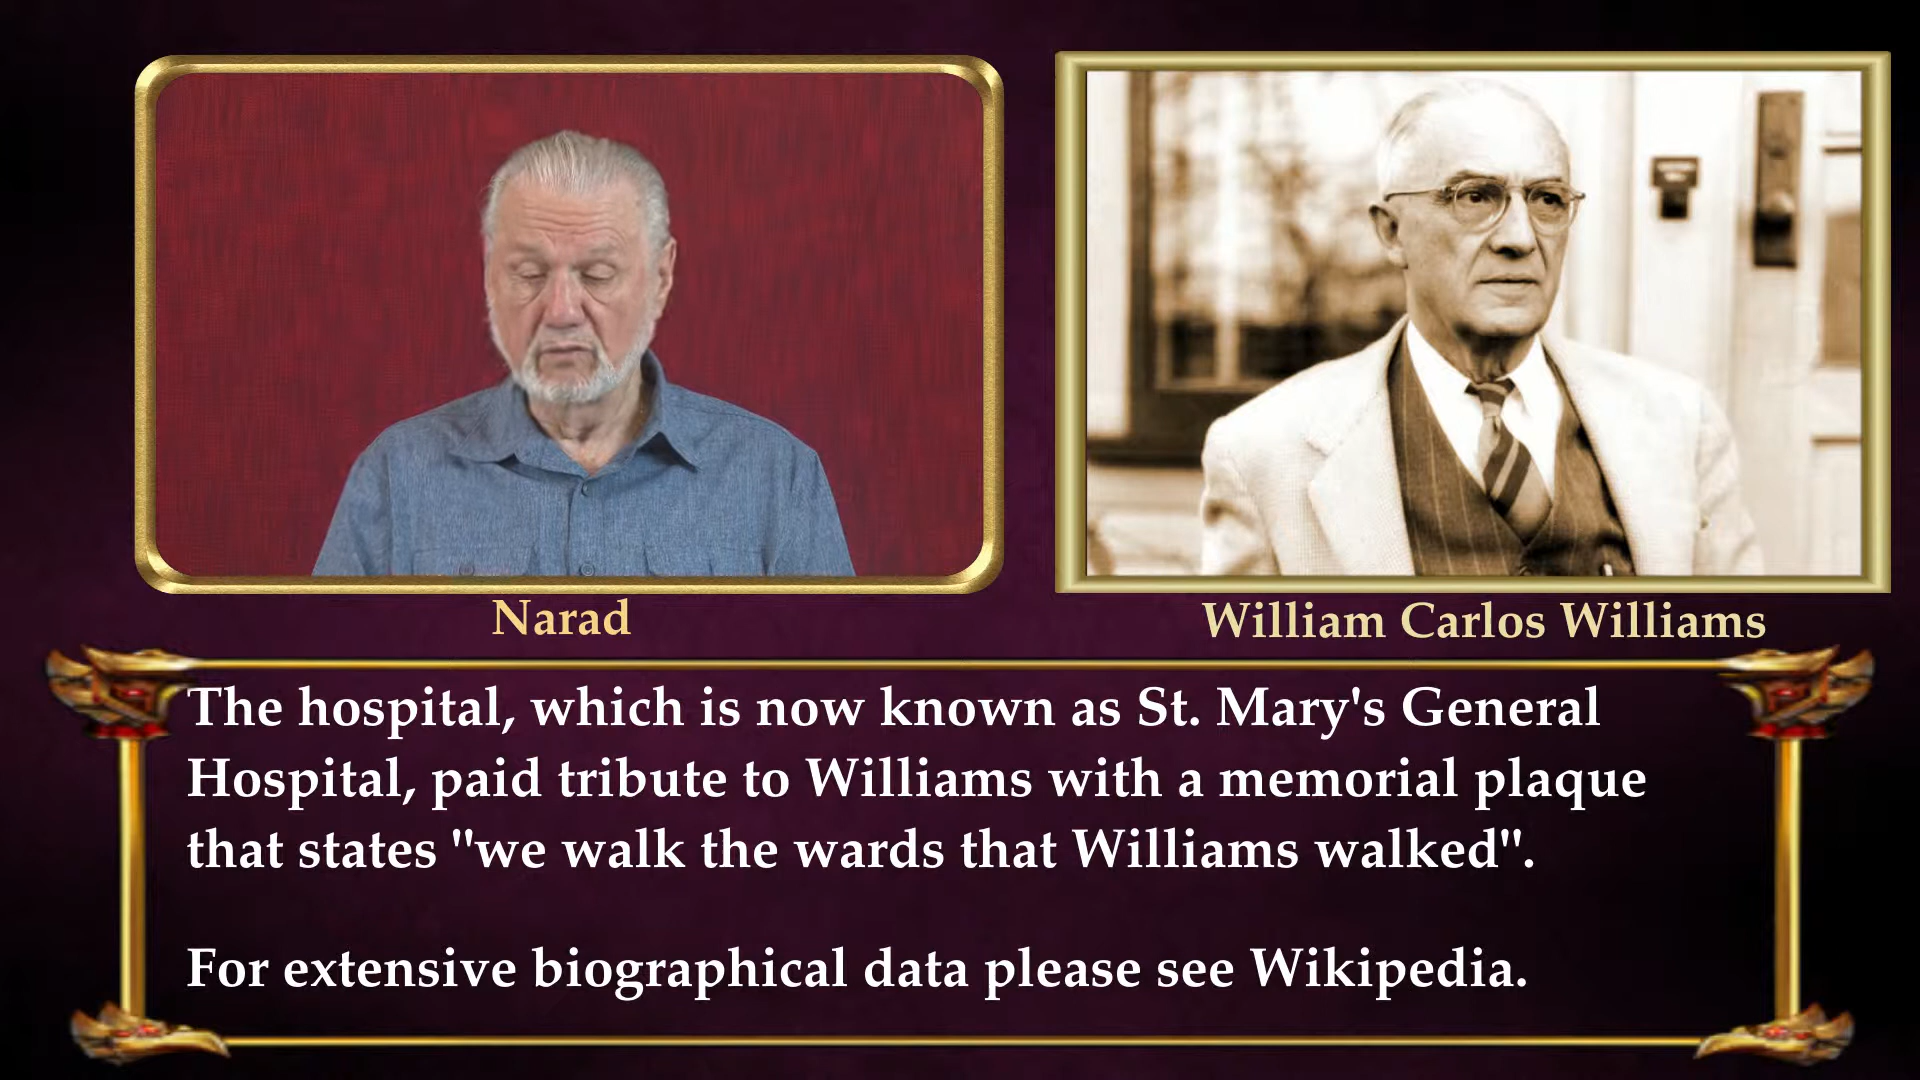 Narad
William Carlos Williams
The hospital, which is now known as St. Mary's General
Hospital, paid tribute to Williams with a memorial plaque
that states "we walk the wards that Williams walked".
For extensive biographical data please see Wikipedia.